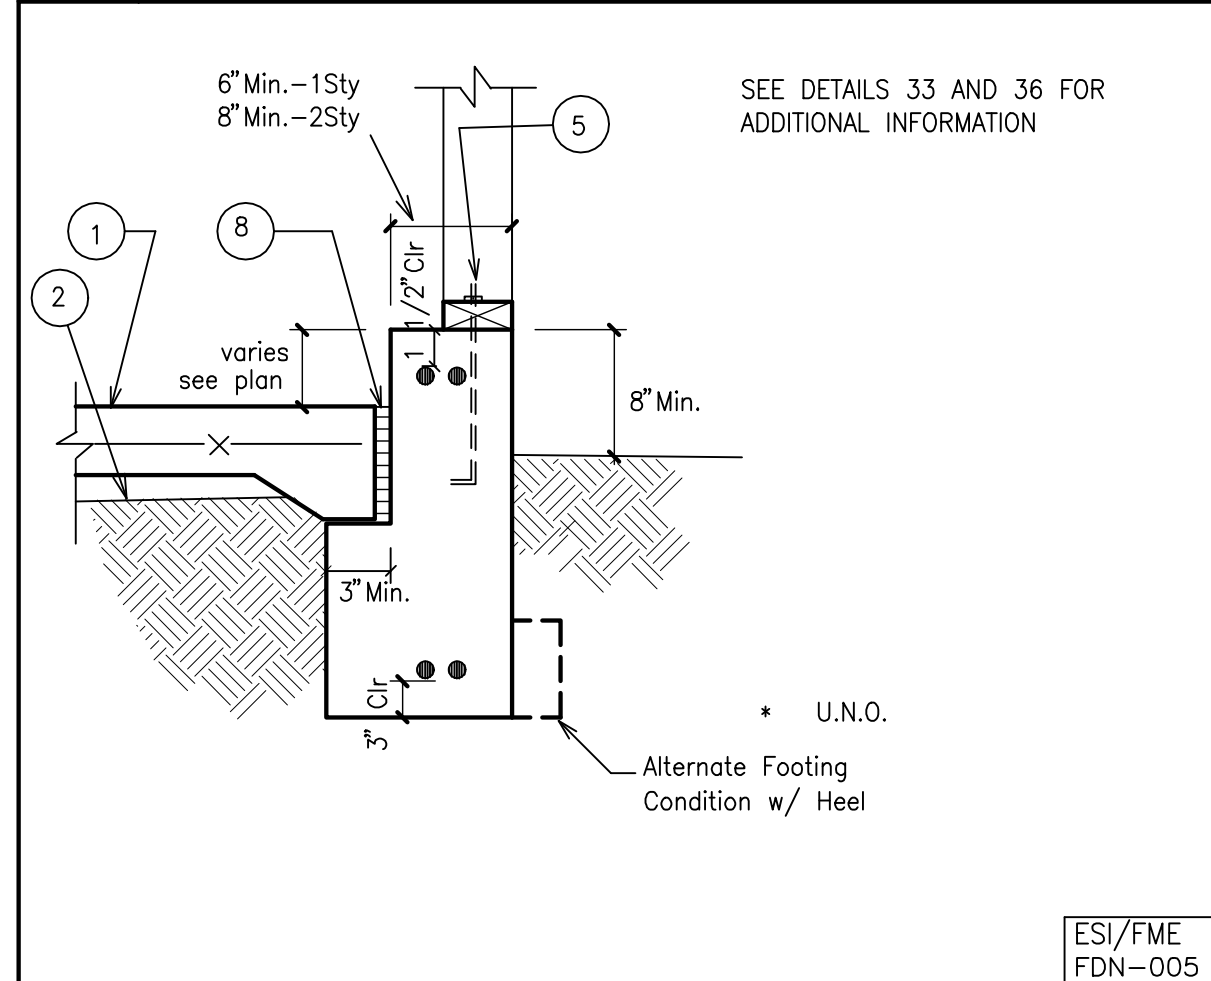 6" Min.-1Sty
8" Min.-2Sty
SEE DETAILS 33 AND 36 FOR
ADDITIONAL INFORMATION
5
1
8
2
1 1/2" Clr
varies
see plan
8" Min.
3" Min.
3" Clr
* U.N.O.
Alternate Footing
Condition w/ Heel
ESI/FME
FDN-005